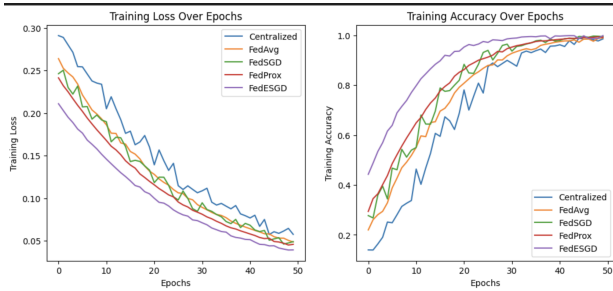 Training Loss Over Epochs
0.30
0.25
0.20
0.15
0.10
0.05
Training Loss
Centralized
FedAvg
FedSGD
FedProx
FedESGD
0 10 20 30 40 50
Epochs
Training Accuracy Over Epochs
1.0
0.8
0.6
0.4
0.2
Training Accuracy
Centralized
FedAvg
FedSGD
FedProx
FedESGD
0 10 20 30 40 50
Epochs